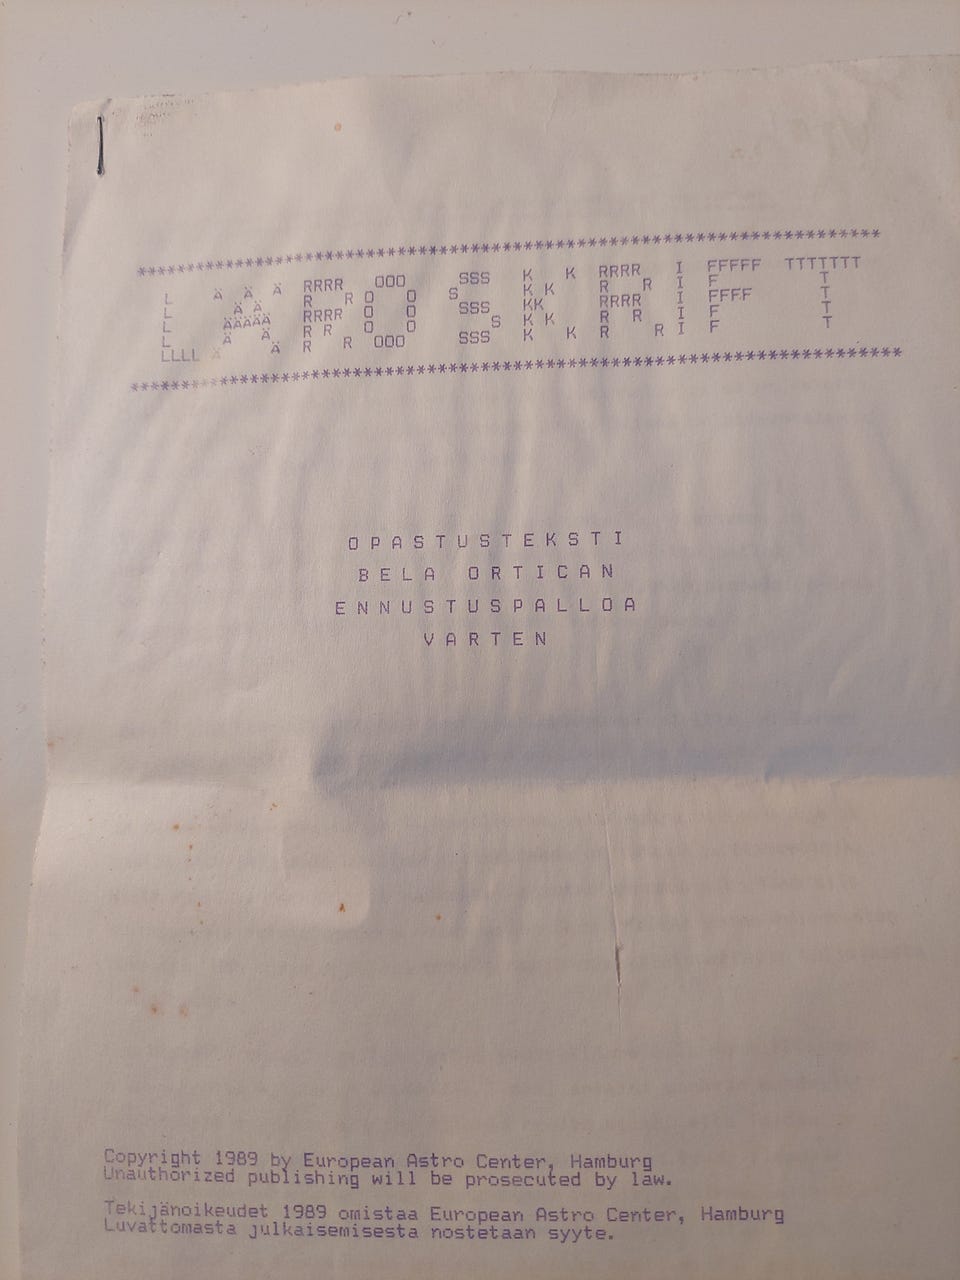 LÄROSKRIFT
OPASTUSTEKSTI
BELA ORTICAN
ENNUSTUSPALLOA
VARTEN
Copyright 1989 by European Astro Center, Hamburg
Unauthorized publishing will be prosecuted by law.
Tekijänoikeudet 1989 omistaa European Astro Center, Hamburg
Luvattomasta julkaisemisesta nostetaan syyte.